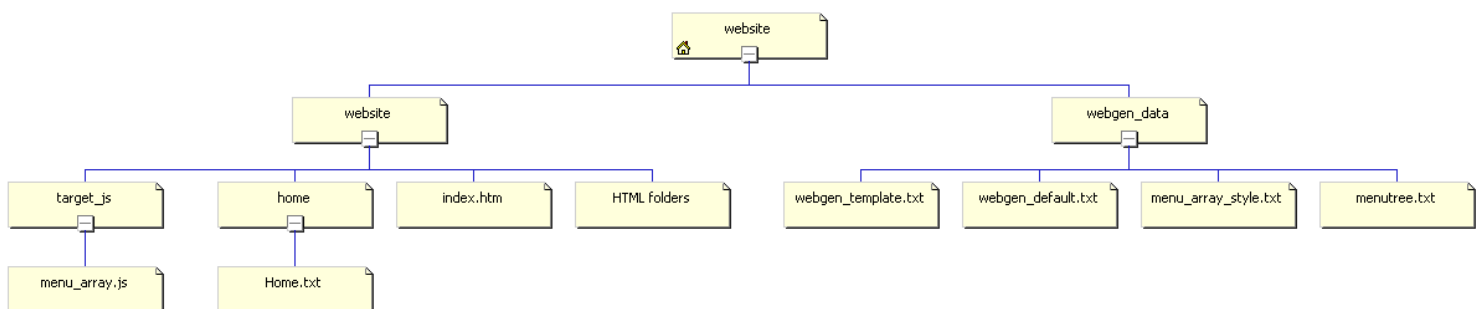 website
website
webgen_data
target_js
home
index.htm
HTML folders
webgen_template.txt
webgen_default.txt
menu_array_style.txt
menutree.txt
menu_array.js
Home.txt